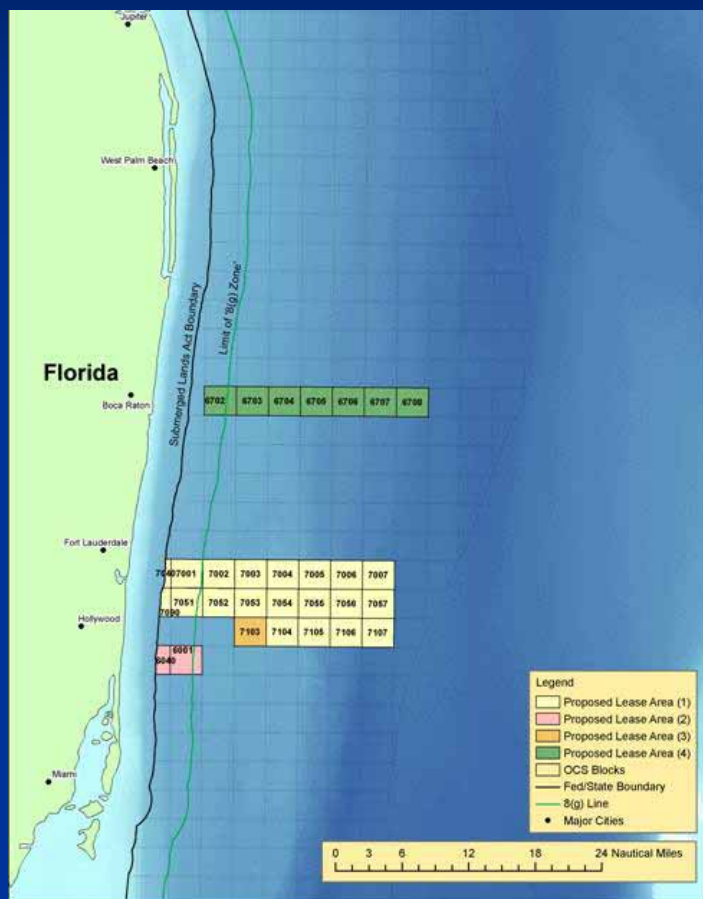 Jupiter
West Palm Beach
Submerged Lands Act Boundary
Limit of '8(g) Zone'
Florida
Boca Raton
6702 6703 6704 6705 6706 6707 6708
Fort Lauderdale
7040 7001 7002 7003 7004 7005 7006 7007
7051 7052 7053 7054 7055 7056 7057
7090
Hollywood
7103 7104 7105 7106 7107
6001
6040
Miami
Legend
Proposed Lease Area (1)
Proposed Lease Area (2)
Proposed Lease Area (3)
Proposed Lease Area (4)
OCS Blocks
Fed/State Boundary
8(g) Line
Major Cities
0 3 6 12 18 24 Nautical Miles